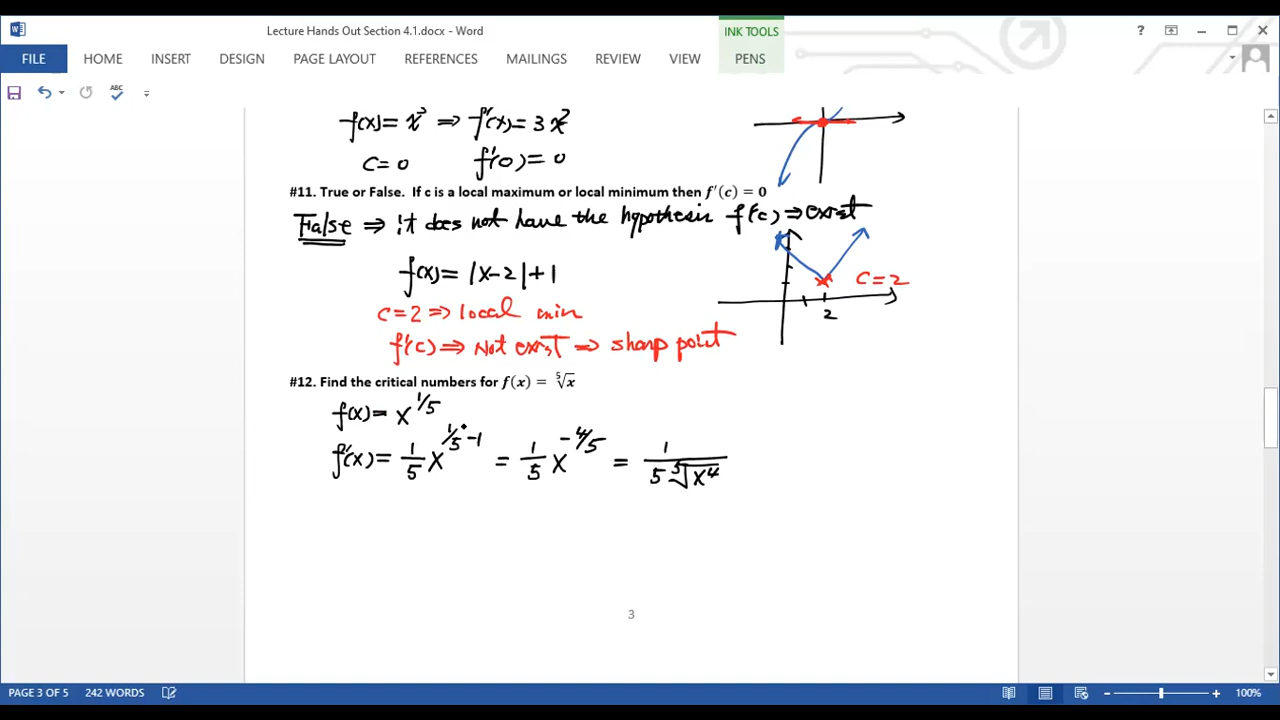 Lecture Hands Out Section 4.1.docx - Word
INK TOOLS
?
FILE HOME INSERT DESIGN PAGE LAYOUT REFERENCES MAILINGS REVIEW VIEW PENS
ABC
f(x) = x³ ⇒ f'(x) = 3x²
C = 0 f'(0) = 0
#11. True or False. If c is a local maximum or local minimum then f'(c) = 0
False ⇒ it does not have the hypothesis f'(c) ⇒ exist
f(x) = |x-2| + 1
C = 2
2
c = 2 ⇒ local min
f'(c) ⇒ Not exist ⇒ sharp point
#12. Find the critical numbers for f(x) = ⁵√x
f(x) = x^{1/5}
f'(x) = 1/5 x^{1/5 - 1} = 1/5 x^{-4/5} = 1/(5 ⁵√x⁴)
3
PAGE 3 OF 5 242 WORDS 100%